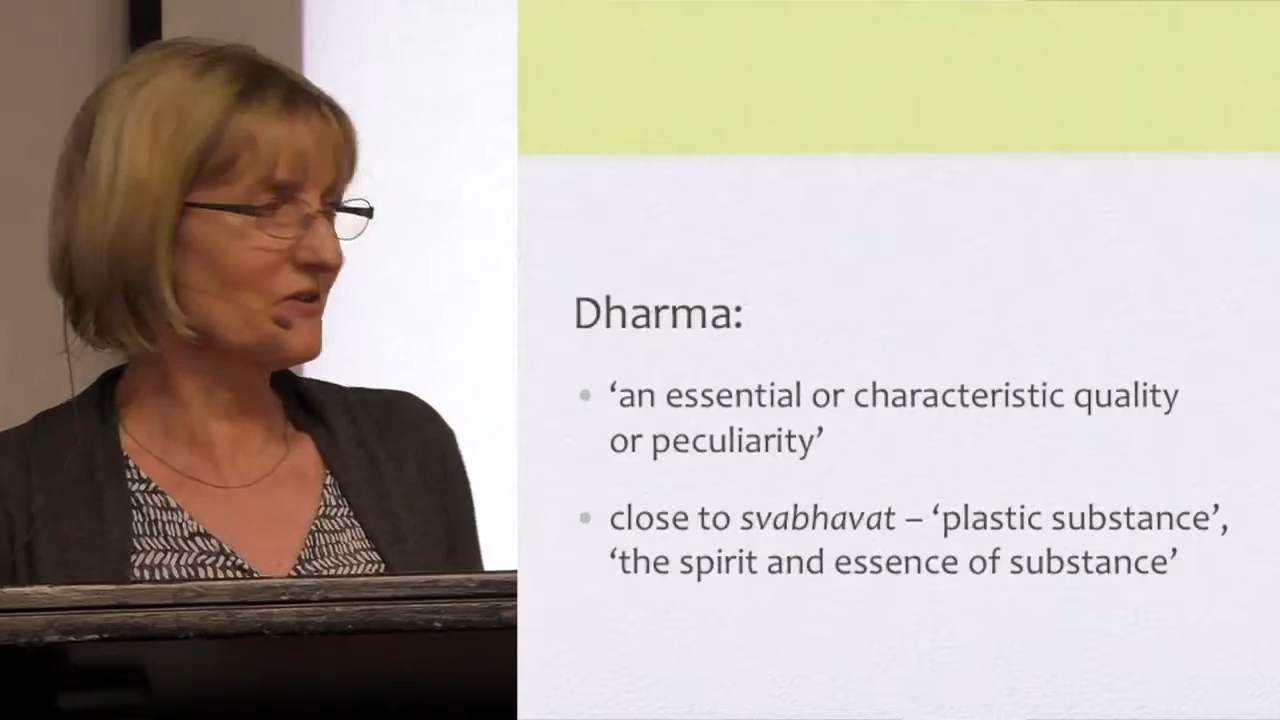 Dharma:
‘an essential or characteristic quality
or peculiarity’
close to svabhavat – ‘plastic substance’,
‘the spirit and essence of substance’